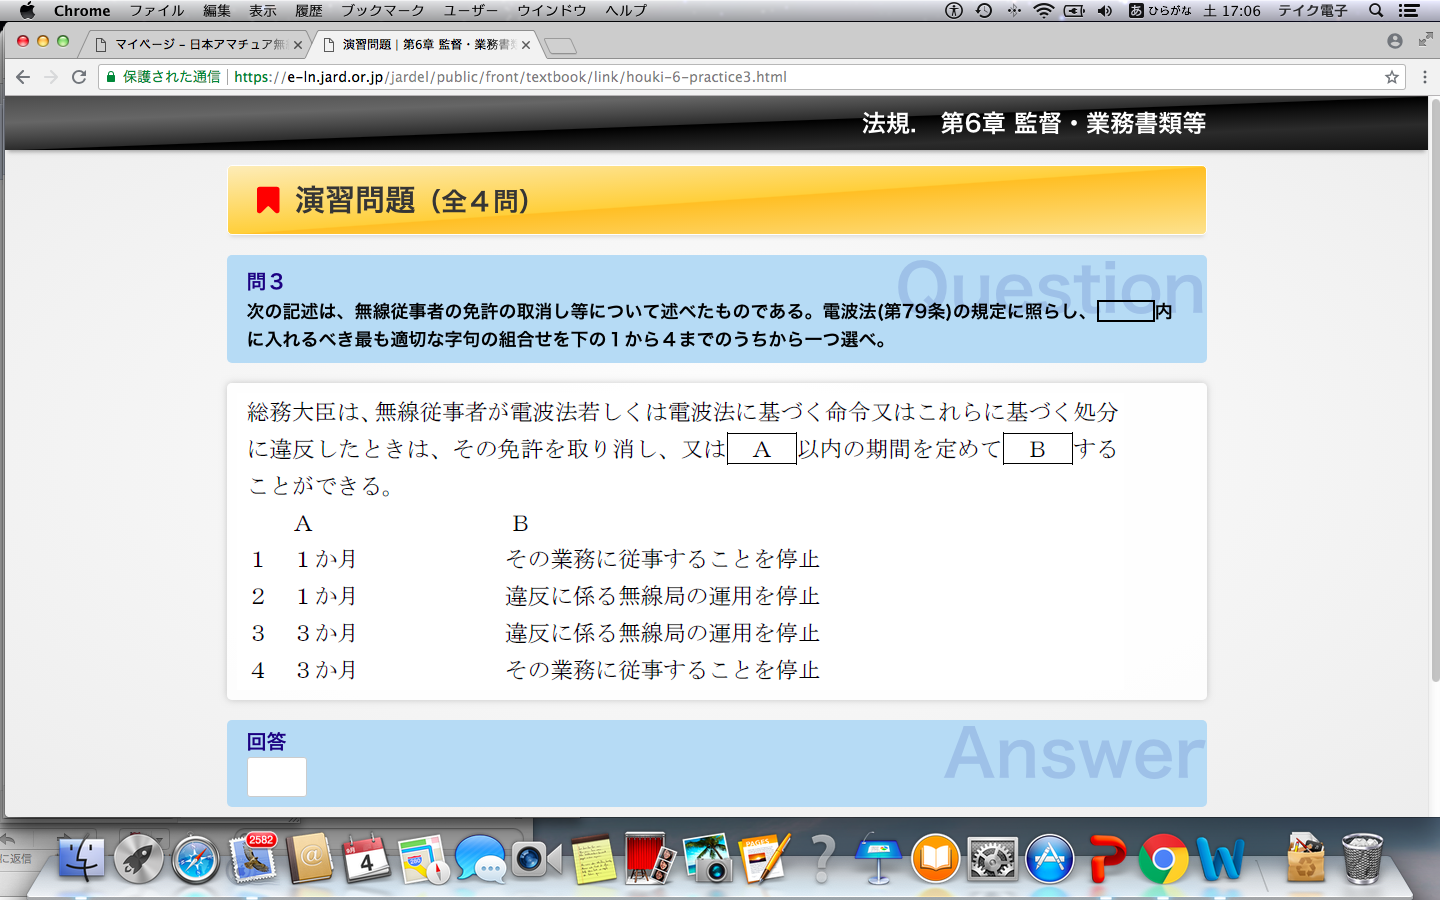 Chrome ファイル 編集 表示 履歴 ブックマーク ユーザー ウインドウ ヘルプ あ ひらがな 土 17:06 テイク電子
マイページ – 日本アマチュア無 演習問題 | 第6章 監督・業務書
保護された通信 https://e-ln.jard.or.jp/jardel/public/front/textbook/link/houki-6-practice3.html
法規. 第6章 監督・業務書類等
演習問題（全４問）
Question
問３
次の記述は、無線従事者の免許の取消し等について述べたものである。電波法(第79条)の規定に照らし、 内
に入れるべき最も適切な字句の組合せを下の１から４までのうちから一つ選べ。
総務大臣は、無線従事者が電波法若しくは電波法に基づく命令又はこれらに基づく処分
に違反したときは、その免許を取り消し、又は A 以内の期間を定めて B する
ことができる。
A B
1 １か月 その業務に従事することを停止
2 １か月 違反に係る無線局の運用を停止
3 ３か月 違反に係る無線局の運用を停止
4 ３か月 その業務に従事することを停止
Answer
回答
に返信
2582
9月
4
280
PAGES